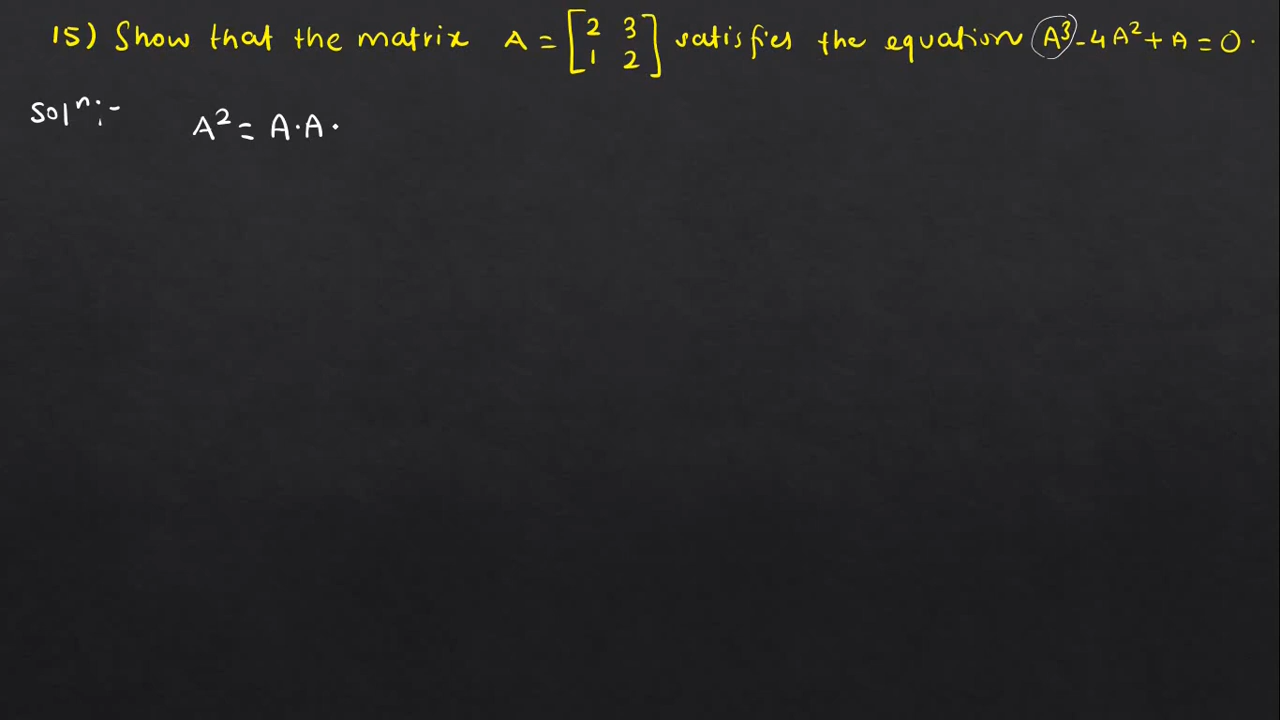 15) Show that the matrix A = [2 3 1 2] satisfies the equation A³ - 4A² + A = 0.
Solⁿ:- A² = A·A·